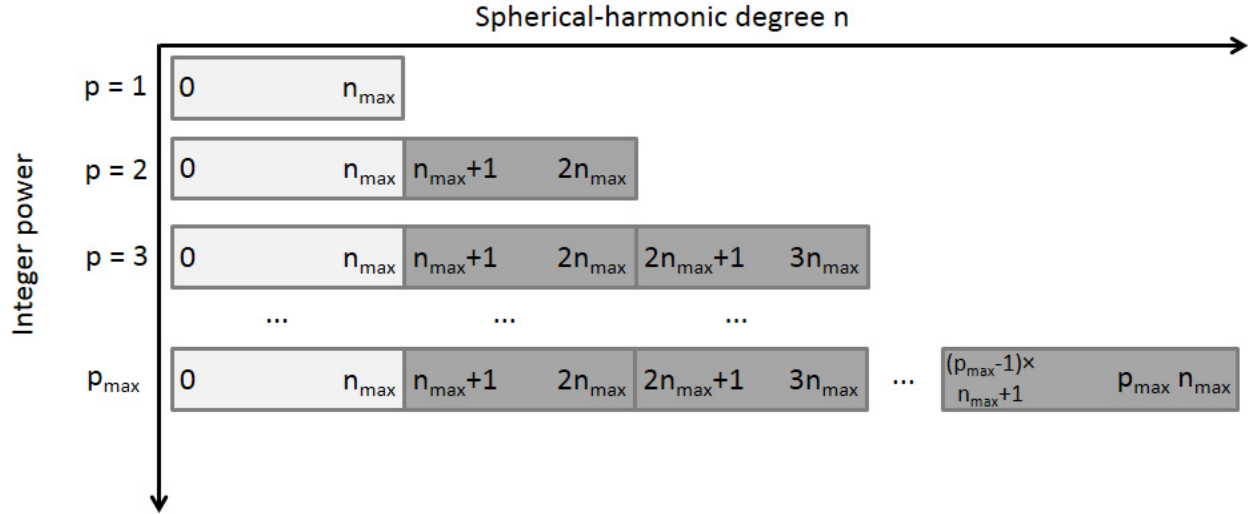 Spherical-harmonic degree n
Integer power
p = 1 0 nmax
p = 2 0 nmax nmax+1 2nmax
p = 3 0 nmax nmax+1 2nmax 2nmax+1 3nmax
... ... ...
pmax 0 nmax nmax+1 2nmax 2nmax+1 3nmax ... (pmax-1)×
nmax+1 pmax nmax